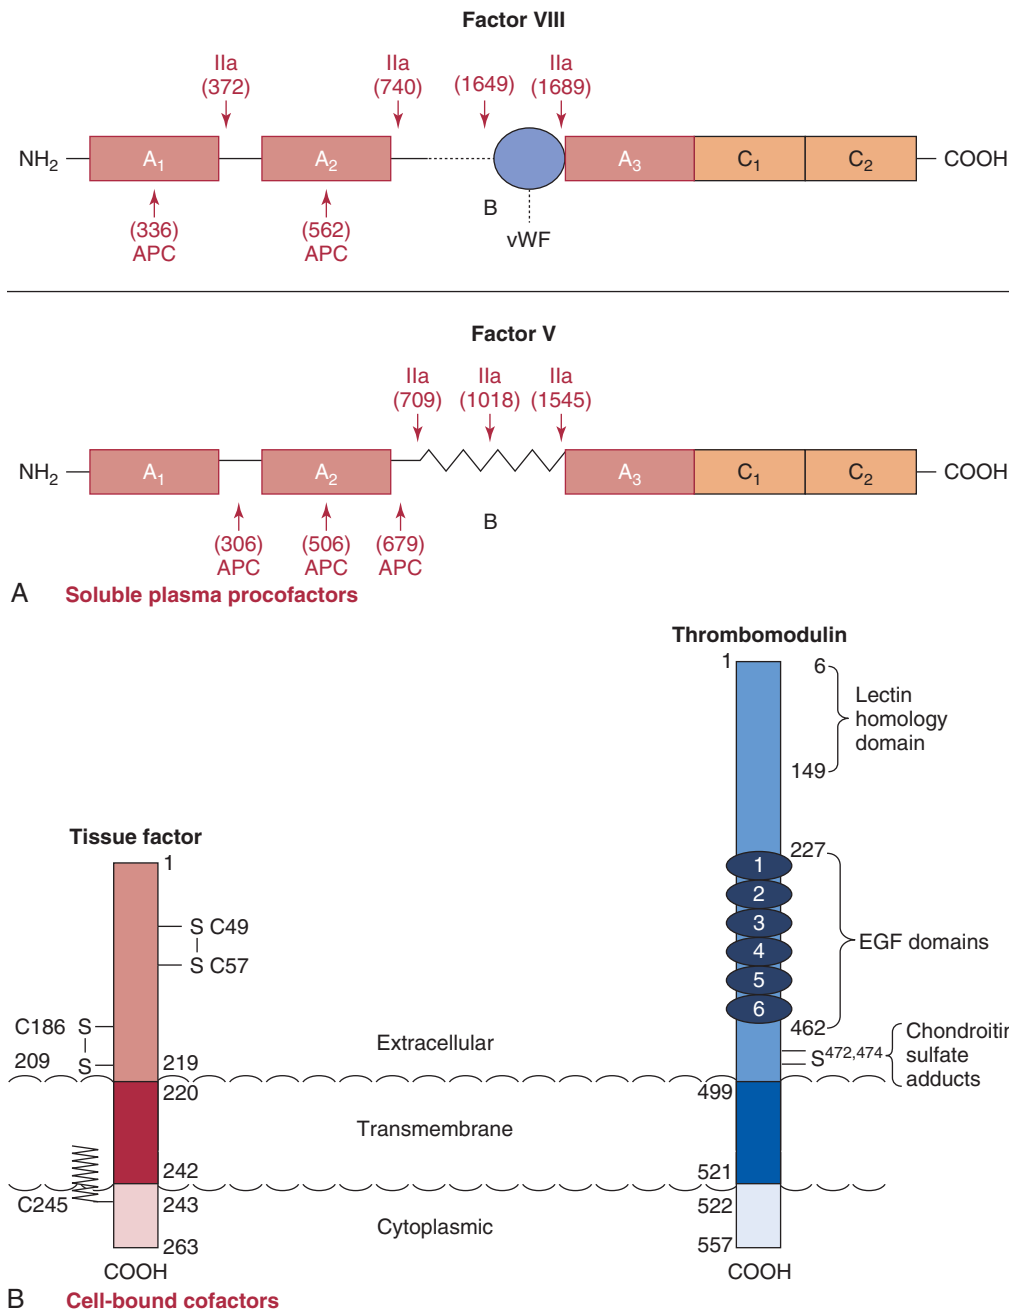 Factor VIII
IIa IIa IIa
(372) (740) (1649) (1689)
NH2 A1 A2 A3 C1 C2 COOH
B
(336) (562)
APC APC
vWF
Factor V
IIa IIa IIa
(709) (1018) (1545)
NH2 A1 A2 A3 C1 C2 COOH
B
(306) (506) (679)
APC APC APC
A Soluble plasma procofactors
Thrombomodulin
1 6
Lectin
homology
domain
149
Tissue factor
1
227
1
2
3
4
5
6
EGF domains
S C49
S C57
C186 S
209 S
219
Extracellular
462
S472,474
Chondroitin
sulfate
adducts
220
499
Transmembrane
242
521
C245
243
522
Cytoplasmic
263
557
COOH COOH
B Cell-bound cofactors